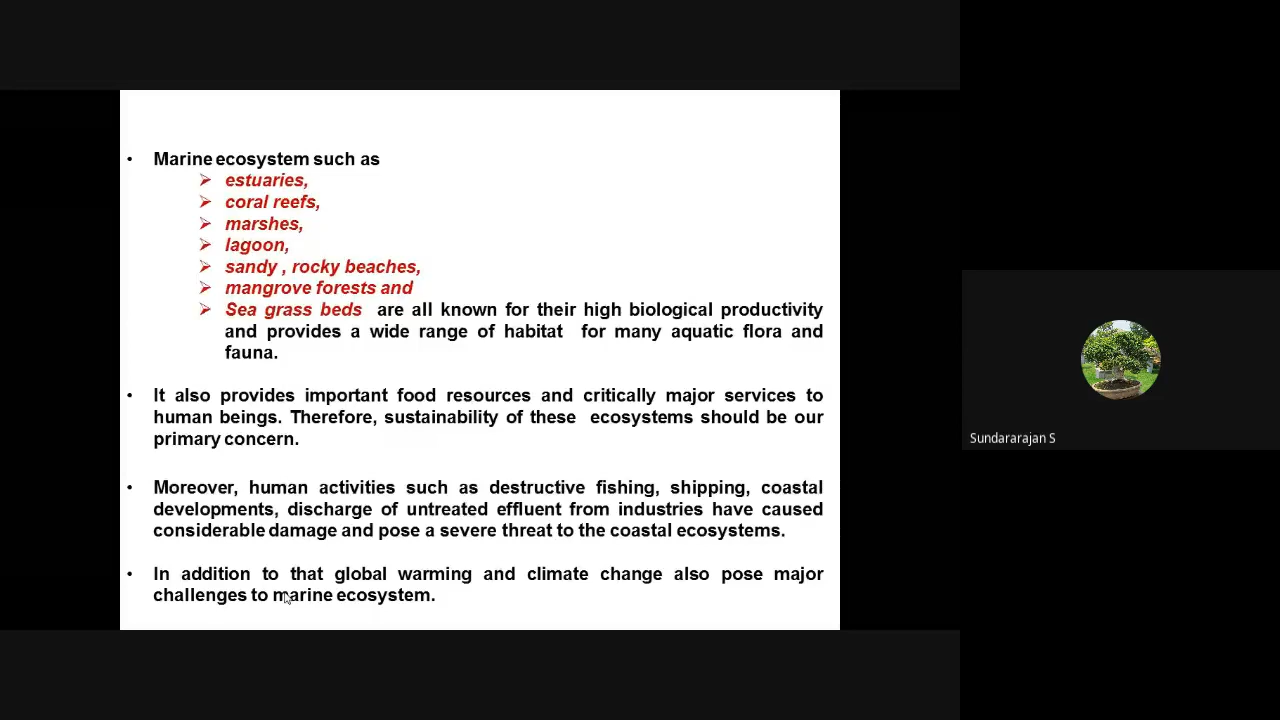 • Marine ecosystem such as
➢ estuaries,
➢ coral reefs,
➢ marshes,
➢ lagoon,
➢ sandy , rocky beaches,
➢ mangrove forests and
➢ Sea grass beds are all known for their high biological productivity
and provides a wide range of habitat for many aquatic flora and
fauna.
• It also provides important food resources and critically major services to
human beings. Therefore, sustainability of these ecosystems should be our
primary concern.
• Moreover, human activities such as destructive fishing, shipping, coastal
developments, discharge of untreated effluent from industries have caused
considerable damage and pose a severe threat to the coastal ecosystems.
• In addition to that global warming and climate change also pose major
challenges to marine ecosystem.
Sundararajan S